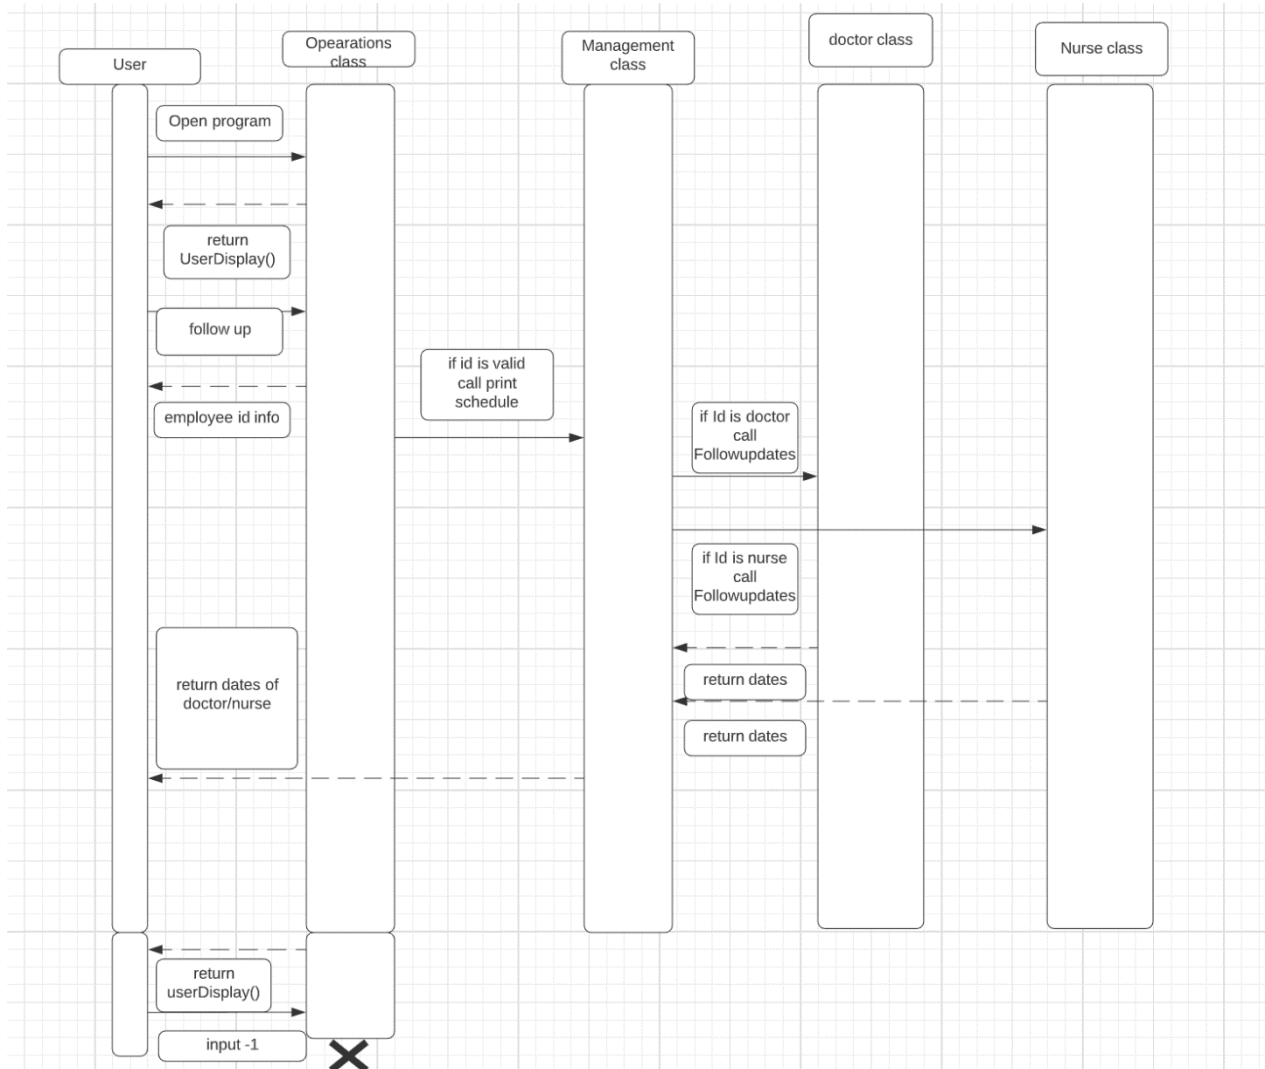 User
Opearations
class
Management
class
doctor class
Nurse class
Open program
return
UserDisplay()
follow up
if id is valid
call print
schedule
employee id info
if Id is doctor
call
Followupdates
if Id is nurse
call
Followupdates
return dates of
doctor/nurse
return dates
return dates
return
userDisplay()
input -1